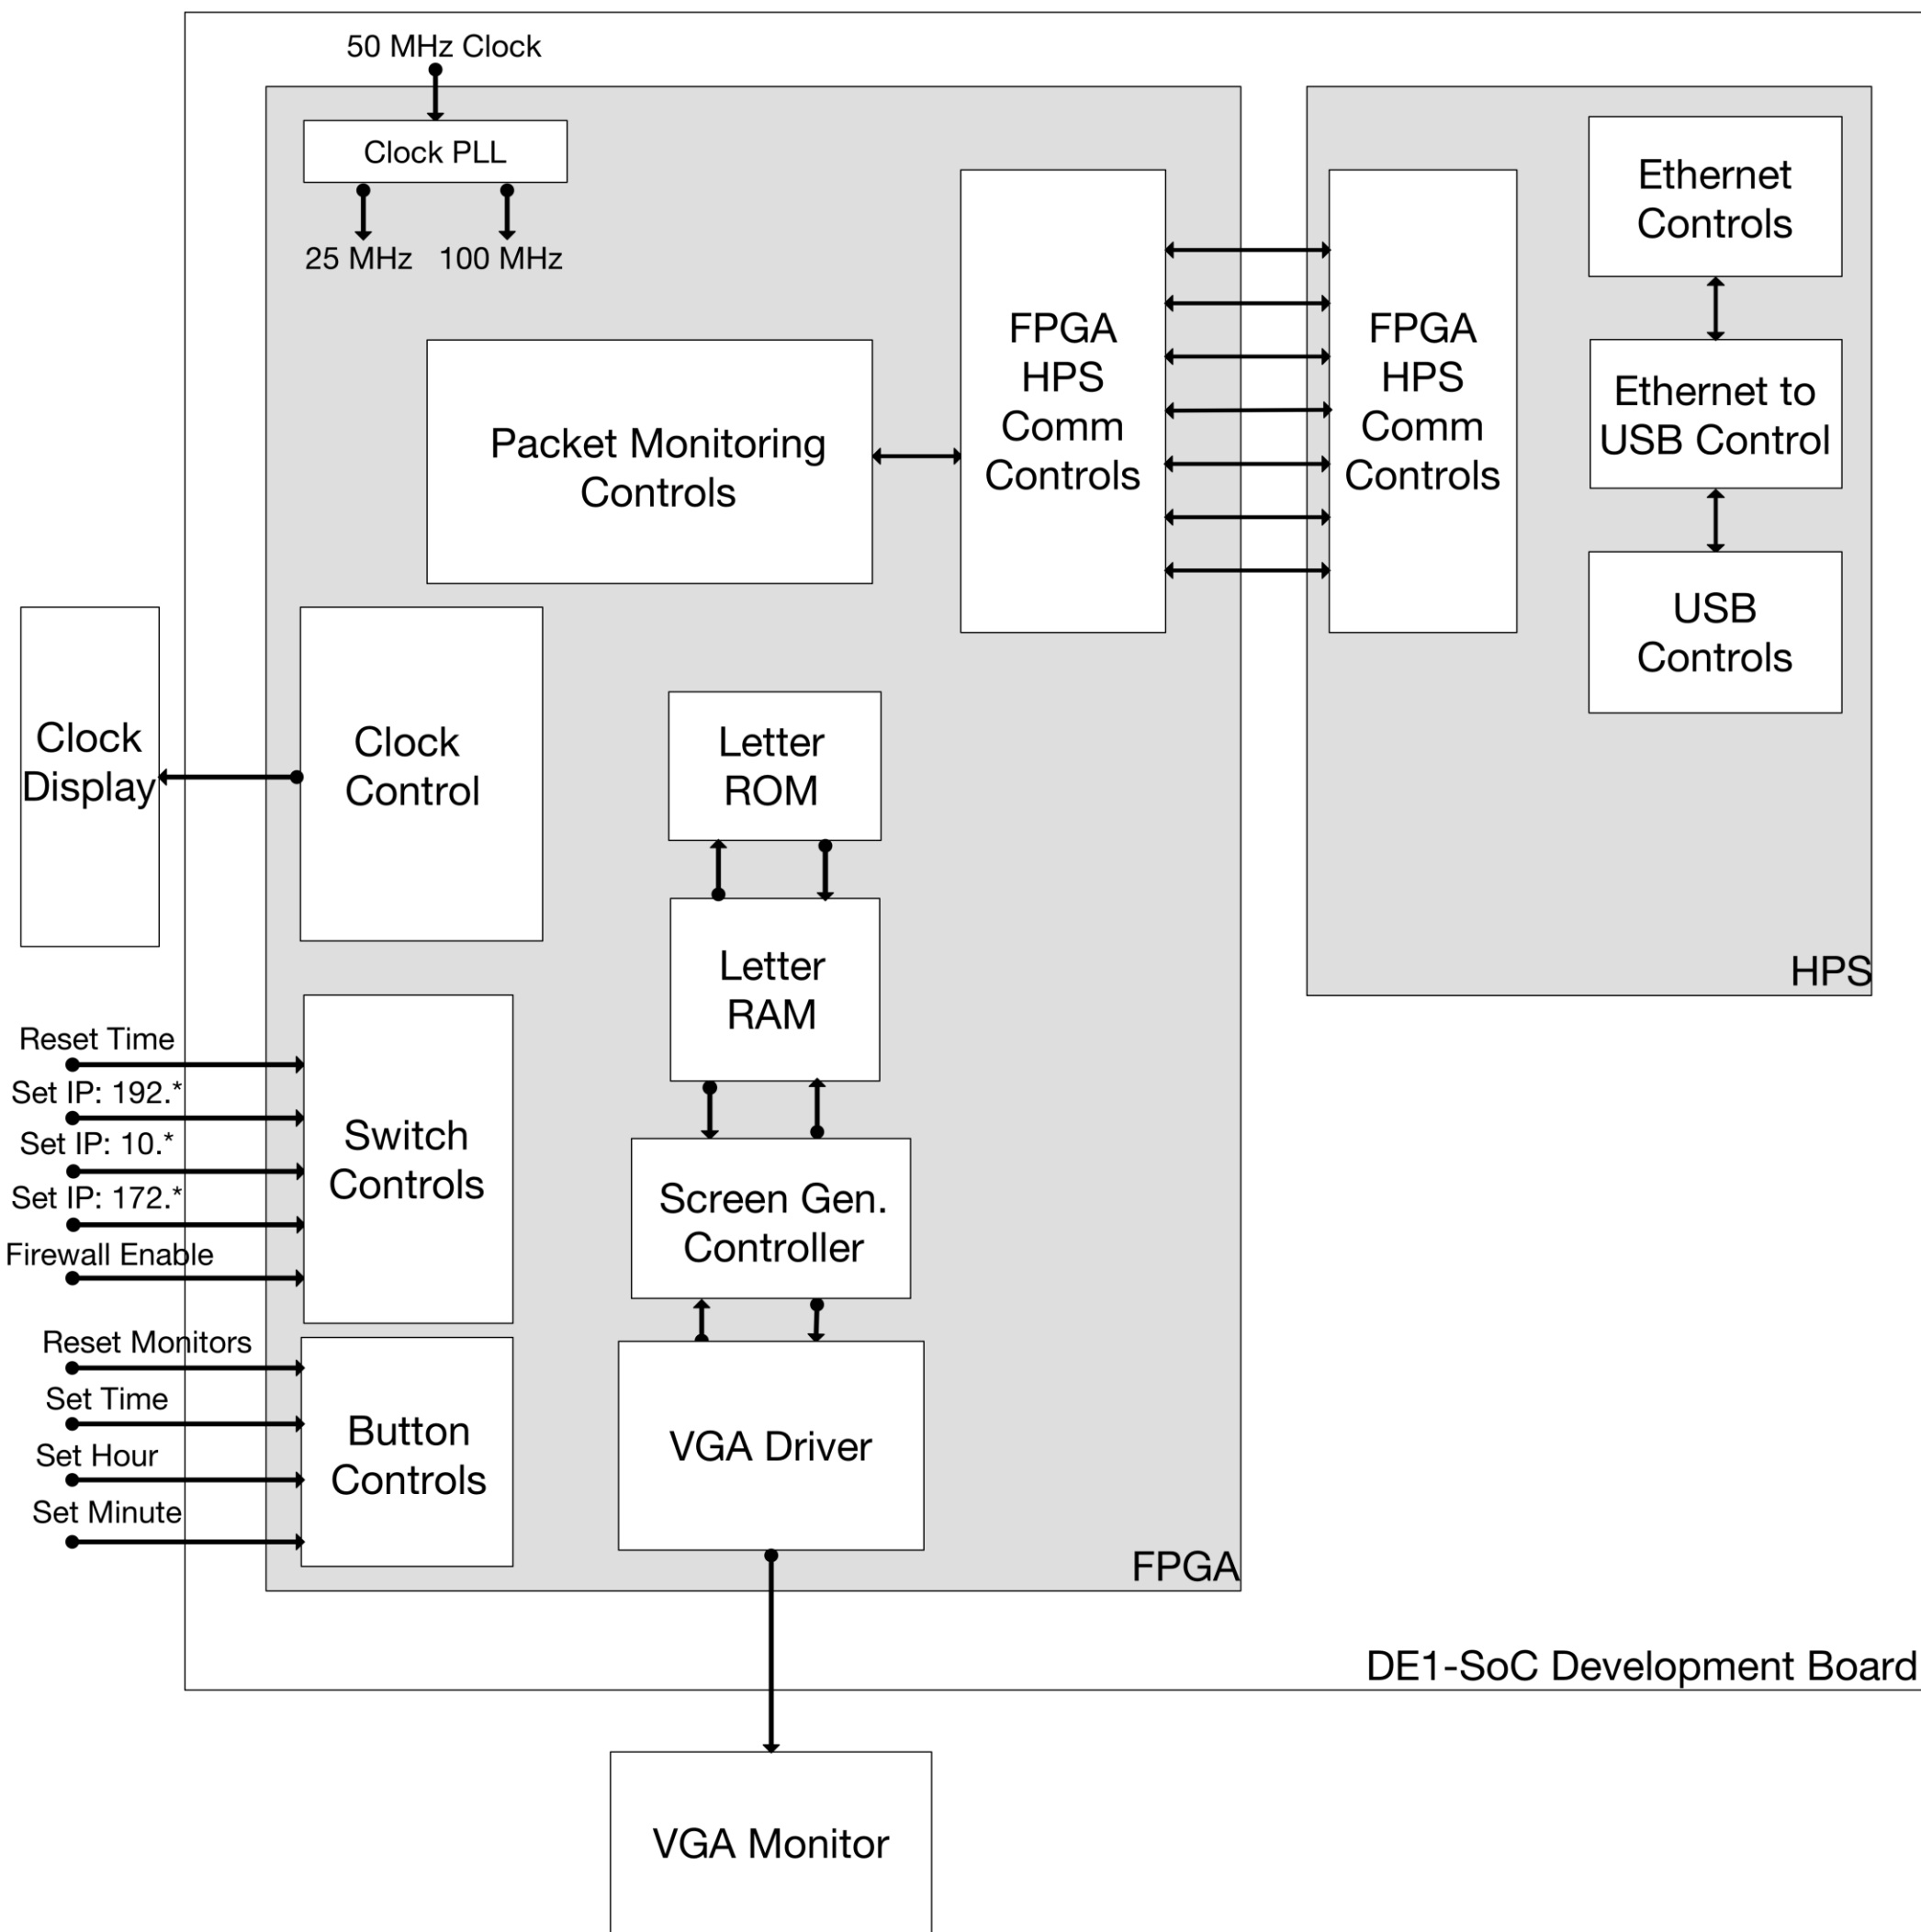 50 MHz Clock
Clock PLL
25 MHz
100 MHz
Packet Monitoring
Controls
FPGA
HPS
Comm
Controls
FPGA
HPS
Comm
Controls
Ethernet
Controls
Ethernet to
USB Control
USB
Controls
HPS
Clock
Display
Clock
Control
Letter
ROM
Letter
RAM
Reset Time
Set IP: 192.*
Set IP: 10.*
Set IP: 172.*
Firewall Enable
Switch
Controls
Screen Gen.
Controller
Reset Monitors
Set Time
Set Hour
Set Minute
Button
Controls
VGA Driver
FPGA
DE1-SoC Development Board
VGA Monitor